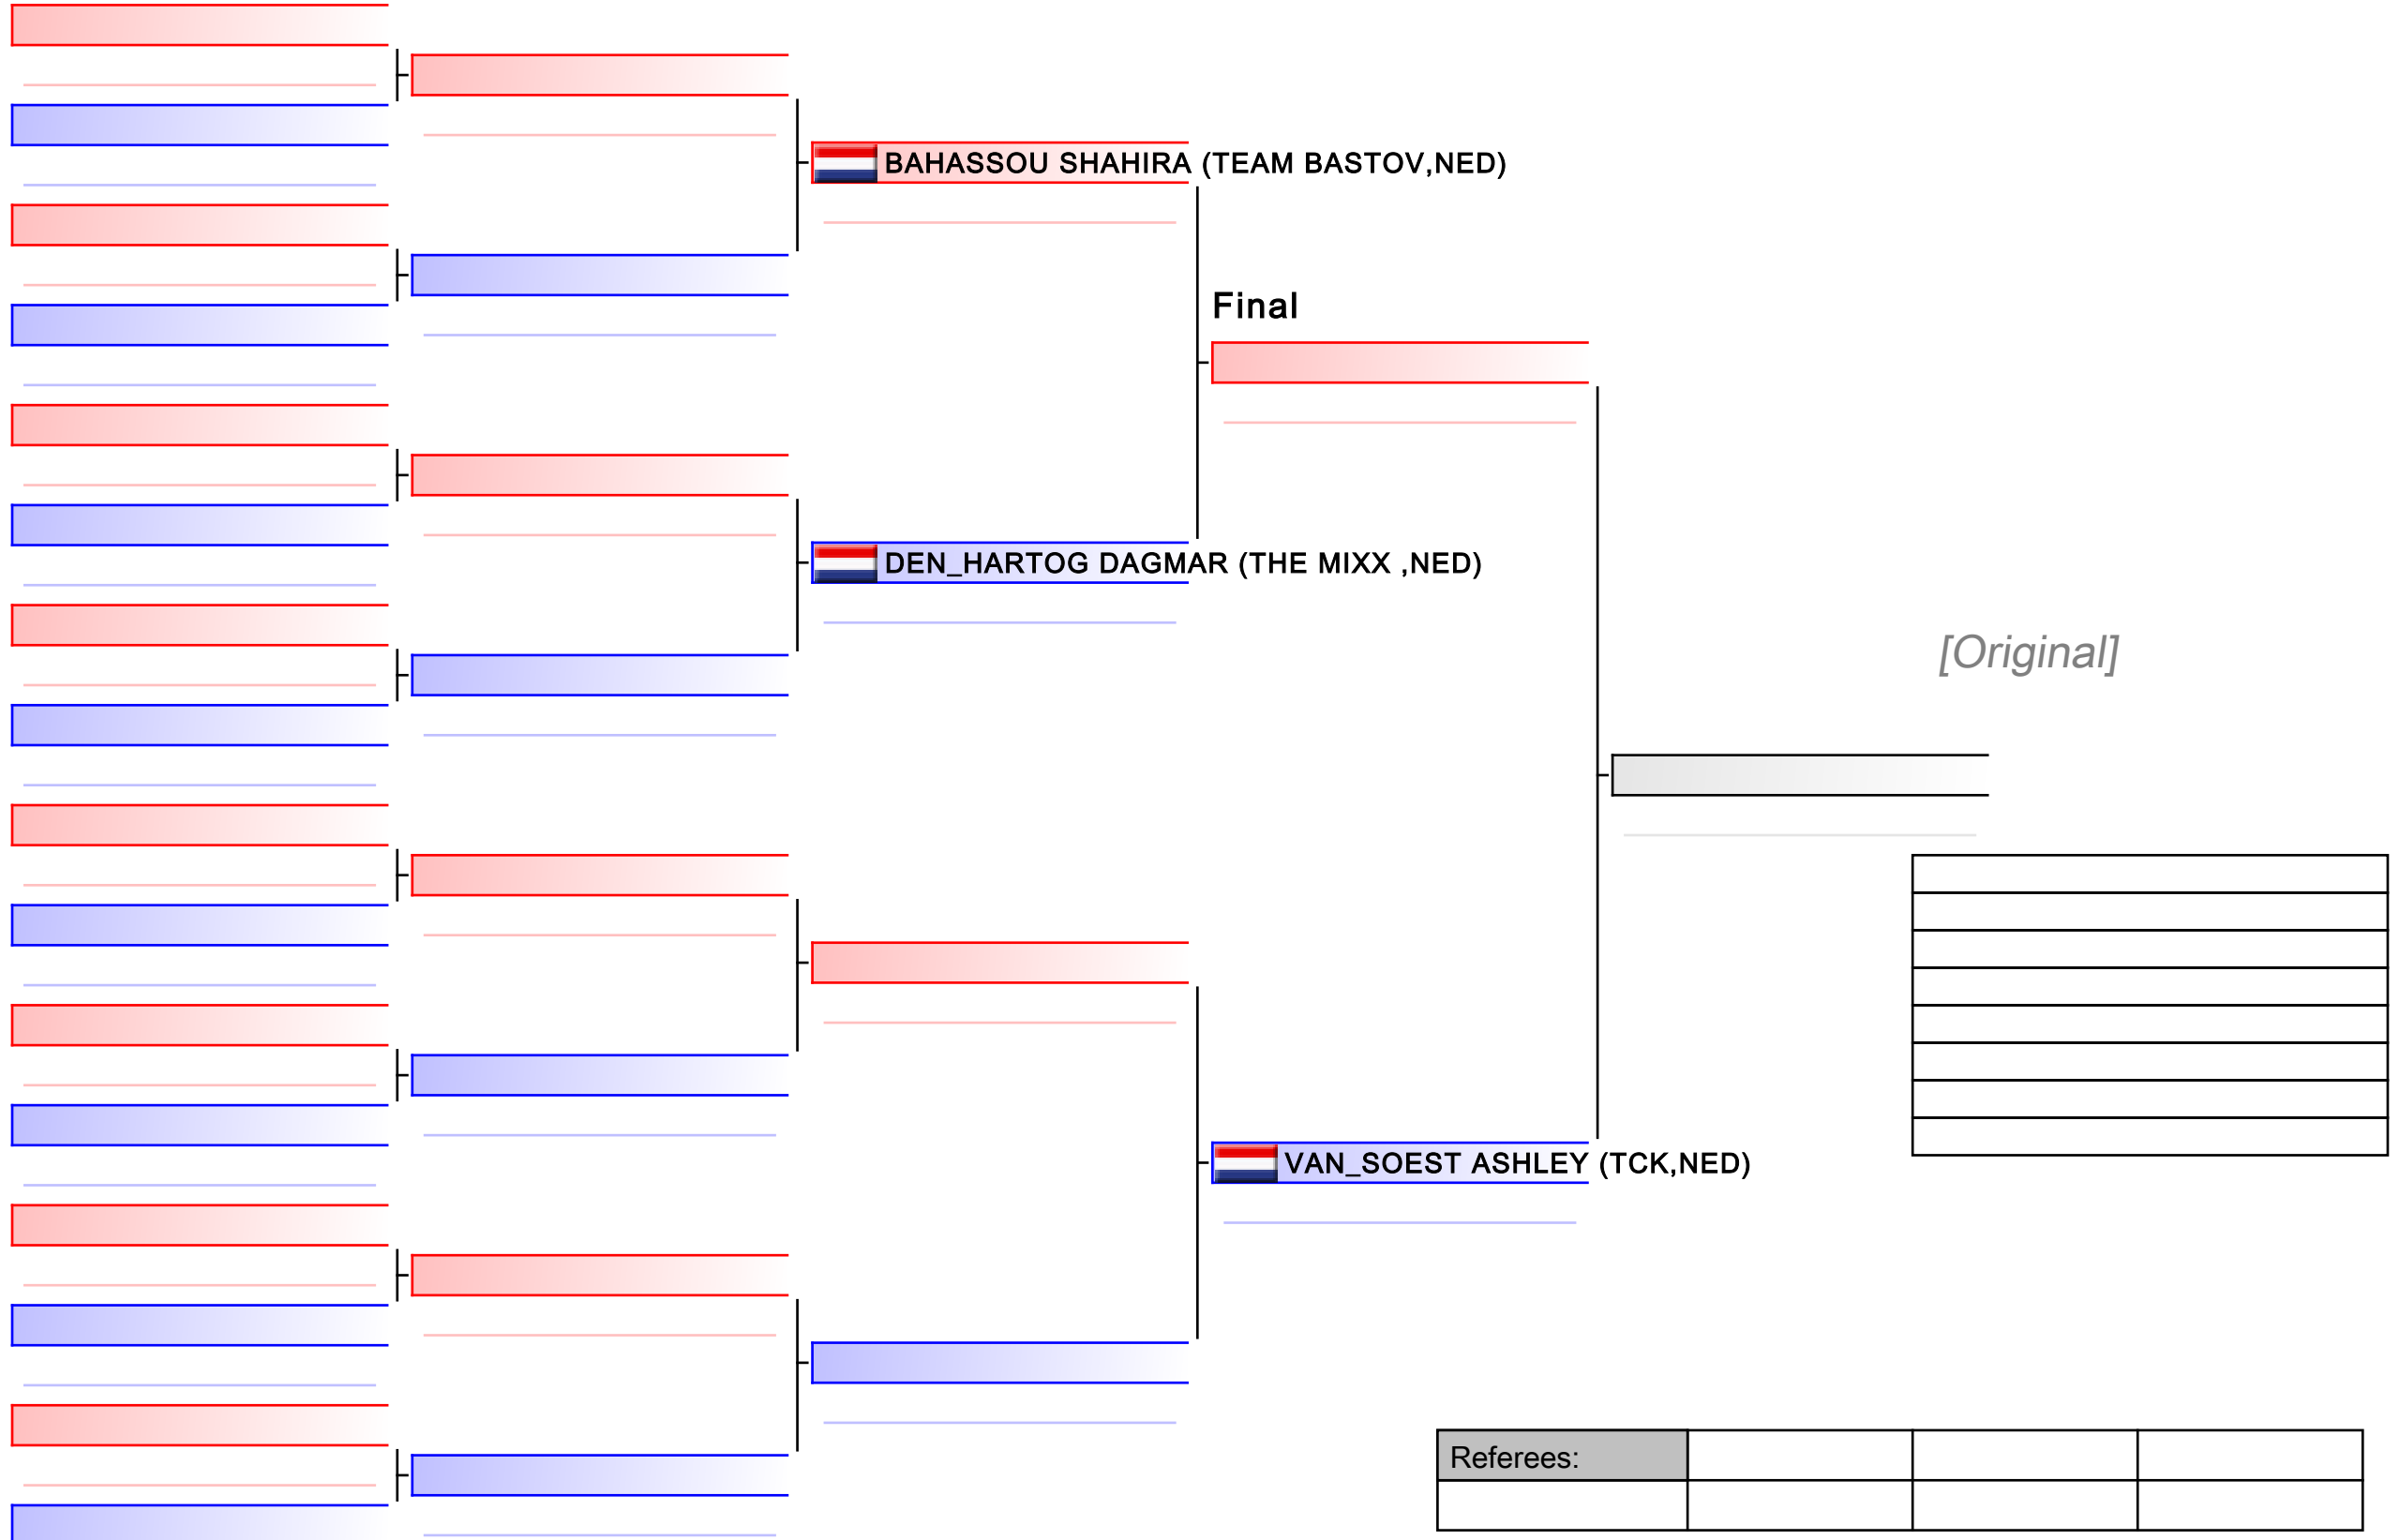 BAHASSOU SHAHIRA (TEAM BASTOV,NED)
Final
DEN_HARTOG DAGMAR (THE MIXX ,NED)
[Original]
VAN_SOEST ASHLEY (TCK,NED)
Referees: